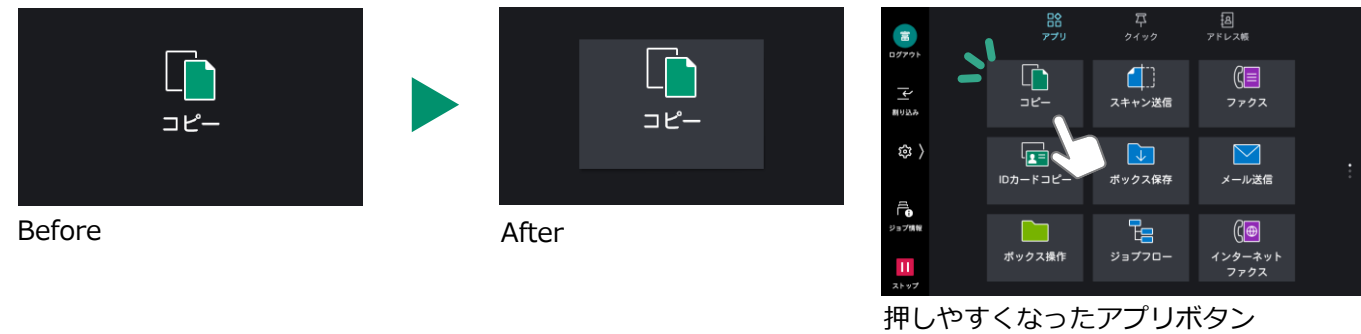 コピー
Before
コピー
After
アプリ
クイック
アドレス帳
富
ログアウト
割り込み
ジョブ情報
ストップ
コピー
スキャン送信
ファクス
IDカードコピー
ボックス保存
メール送信
ボックス操作
ジョブフロー
インターネット
ファクス
押しやすくなったアプリボタン